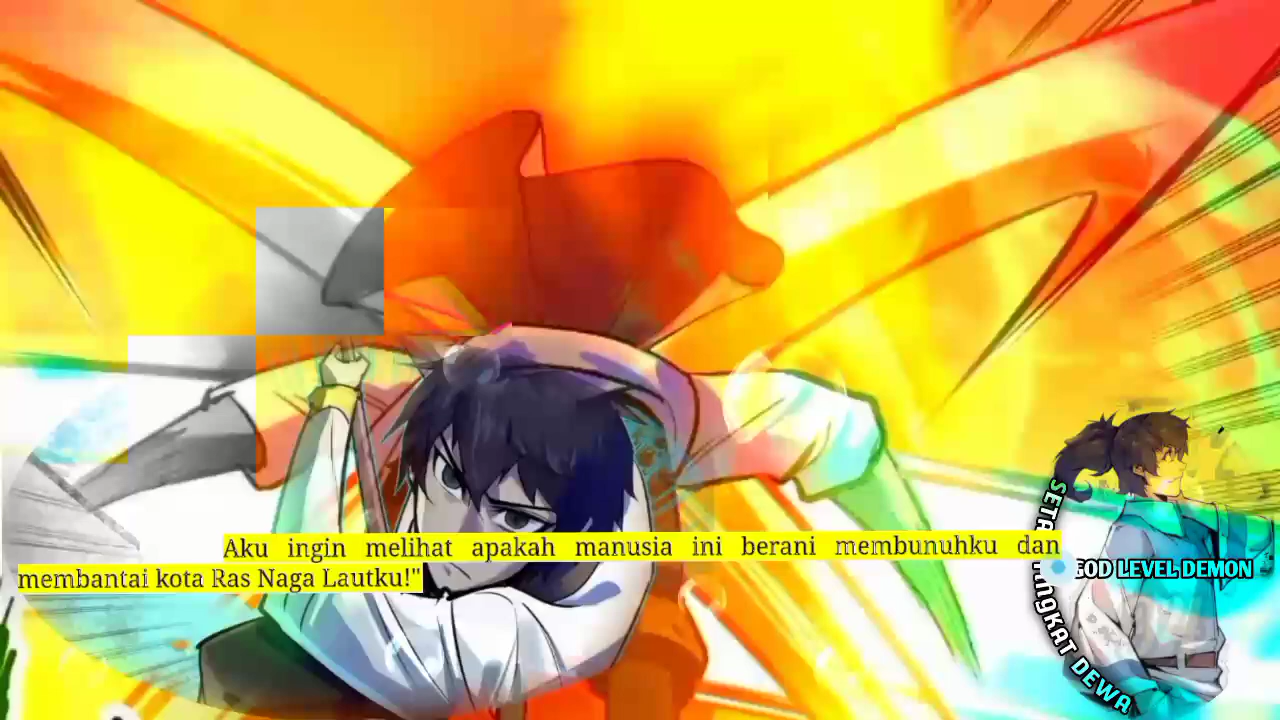 Aku ingin melihat apakah manusia ini berani membunuhku dan
membantai kota Ras Naga Lautku!"
GOD LEVEL DEMON
DEWA